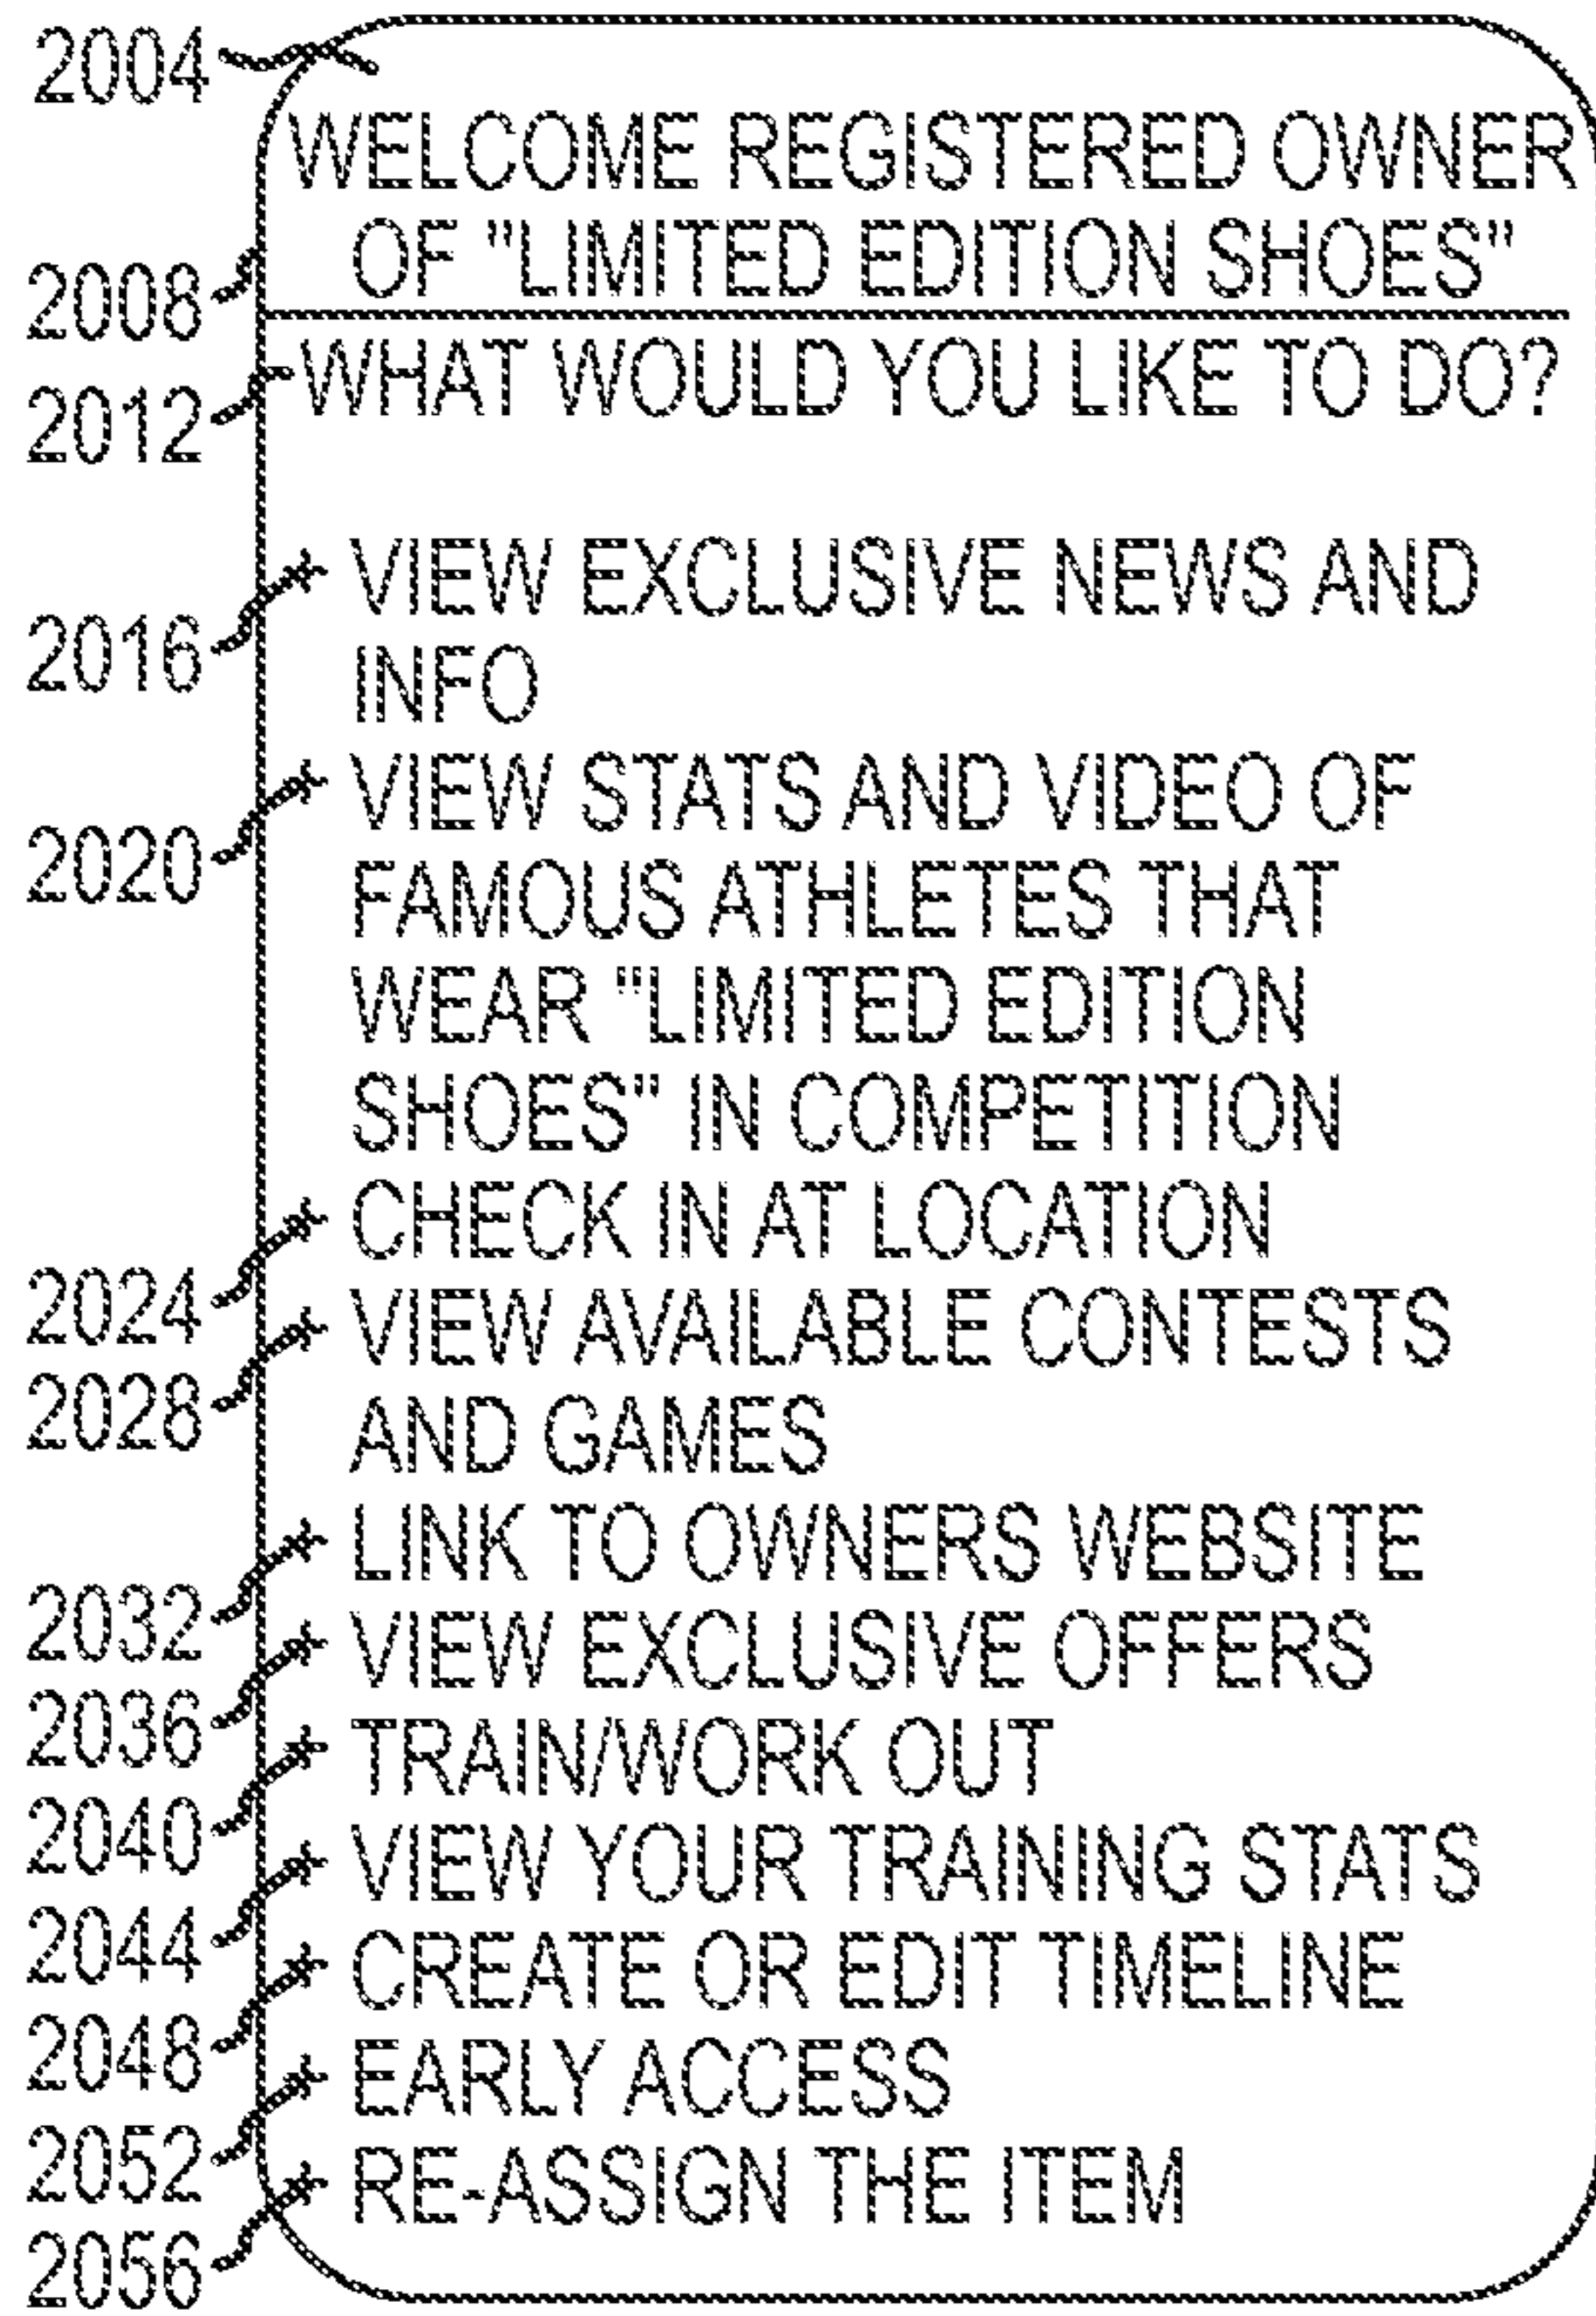 2004
WELCOME REGISTERED OWNER
OF "LIMITED EDITION SHOES"
2008
WHAT WOULD YOU LIKE TO DO?
2012
* VIEW EXCLUSIVE NEWS AND
2016
INFO
* VIEW STATS AND VIDEO OF
2020
FAMOUS ATHLETES THAT
WEAR "LIMITED EDITION
SHOES" IN COMPETITION
* CHECK IN AT LOCATION
2024
* VIEW AVAILABLE CONTESTS
2028
AND GAMES
* LINK TO OWNERS WEBSITE
2032
* VIEW EXCLUSIVE OFFERS
2036
* TRAIN/WORK OUT
2040
* VIEW YOUR TRAINING STATS
2044
* CREATE OR EDIT TIMELINE
2048
* EARLY ACCESS
2052
* RE-ASSIGN THE ITEM
2056